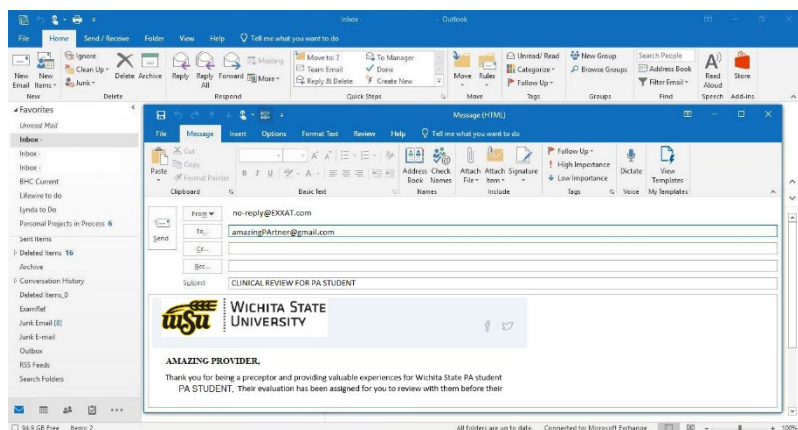 Inbox - - Outlook
File Home Send / Receive Folder View Help Tell me what you want to do
New Email
New Items
Ignore
Clean Up
Junk
Delete
Archive
Reply
Reply All
Forward
Meeting
More
Move to: ?
Team Email
Reply & Delete
To Manager
Done
Create New
Move
Rules
Unread/ Read
Categorize
Follow Up
New Group
Browse Groups
Search People
Address Book
Filter Email
Read Aloud
Store
New Delete Respond Quick Steps Move Tags Groups Find Speech Add-ins
Favorites
Unread Mail
Inbox -
Inbox -
Inbox -
BHC Current
Lifewire to do
Lynda to Do
Personal Projects in Process 6
Sent Items
Deleted Items 16
Archive
Conversation History
Deleted Items_0
ExamRef
Junk Email [8]
Junk E-mail
Outbox
RSS Feeds
Search Folders
Message (HTML)
File Message Insert Options Format Text Review Help Tell me what you want to do
Paste
Cut
Copy
Format Painter
B I U
Address Book
Check Names
Attach File
Attach Item
Signature
Follow Up
High Importance
Low Importance
Dictate
View Templates
Clipboard Basic Text Names Include Tags Voice My Templates
Send
From no-reply@EXXAT.com
To... amazingPArtner@gmail.com
Cc...
Bcc...
Subject CLINICAL REVIEW FOR PA STUDENT
WSU
WICHITA STATE
UNIVERSITY
AMAZING PROVIDER,
Thank you for being a preceptor and providing valuable experiences for Wichita State PA student
PA STUDENT. Their evaluation has been assigned for you to review with them before their
94.9 GB Free Items: 2 All folders are up to date. Connected to: Microsoft Exchange 100%